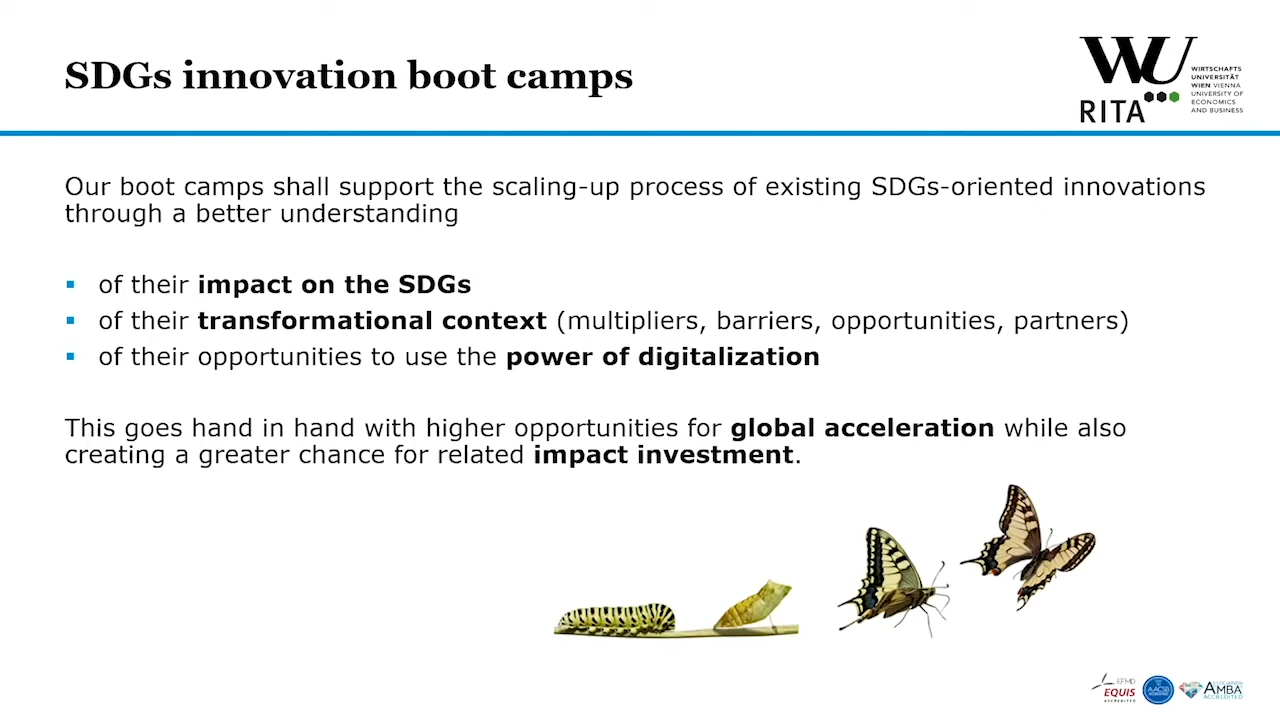 SDGs innovation boot camps
WU
WIRTSCHAFTS
UNIVERSITÄT
WIEN VIENNA
UNIVERSITY OF
ECONOMICS
AND BUSINESS
RITA
Our boot camps shall support the scaling-up process of existing SDGs-oriented innovations
through a better understanding
▪ of their impact on the SDGs
▪ of their transformational context (multipliers, barriers, opportunities, partners)
▪ of their opportunities to use the power of digitalization
This goes hand in hand with higher opportunities for global acceleration while also
creating a greater chance for related impact investment.
EFMD
EQUIS
ACCREDITED
AACSB
ACCREDITED
ASSOCIATION
AMBA
ACCREDITED